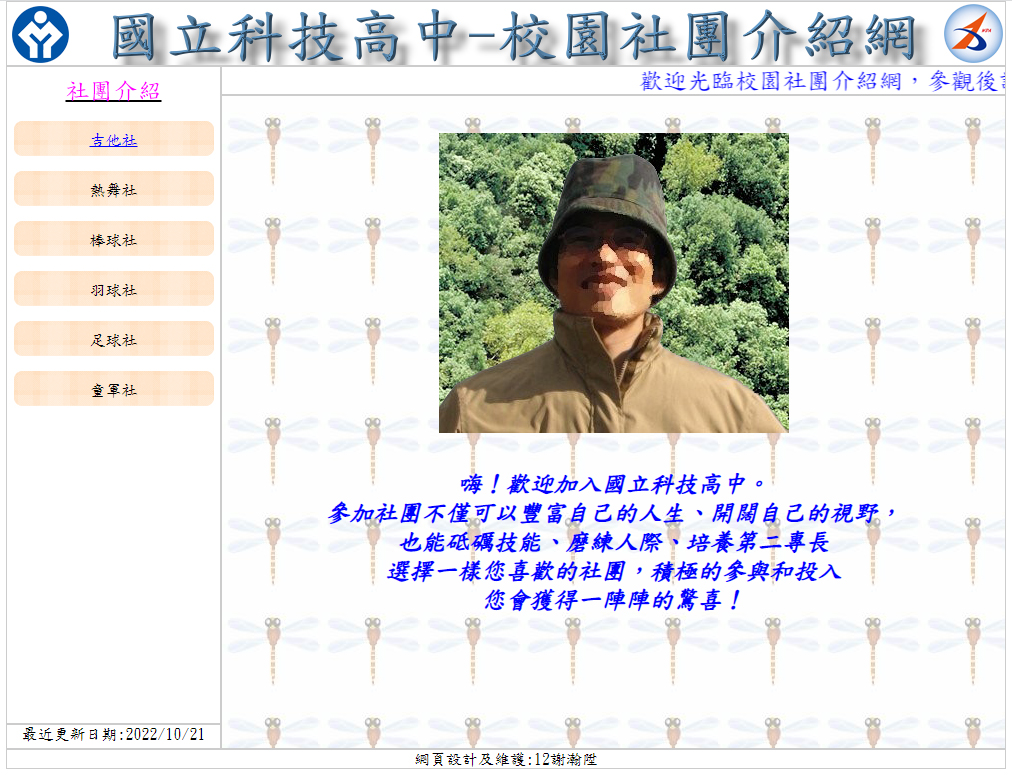 國立科技高中-校園社團介紹網
社團介紹
歡迎光臨校園社團介紹網，參觀後
吉他社
熱舞社
棒球社
羽球社
足球社
童軍社
嗨！歡迎加入國立科技高中。
參加社團不僅可以豐富自己的人生、開闊自己的視野，
也能砥礪技能、磨練人際、培養第二專長
選擇一樣您喜歡的社團，積極的參與和投入
您會獲得一陣陣的驚喜！
最近更新日期:2022/10/21
網頁設計及維護:12謝瀚陞